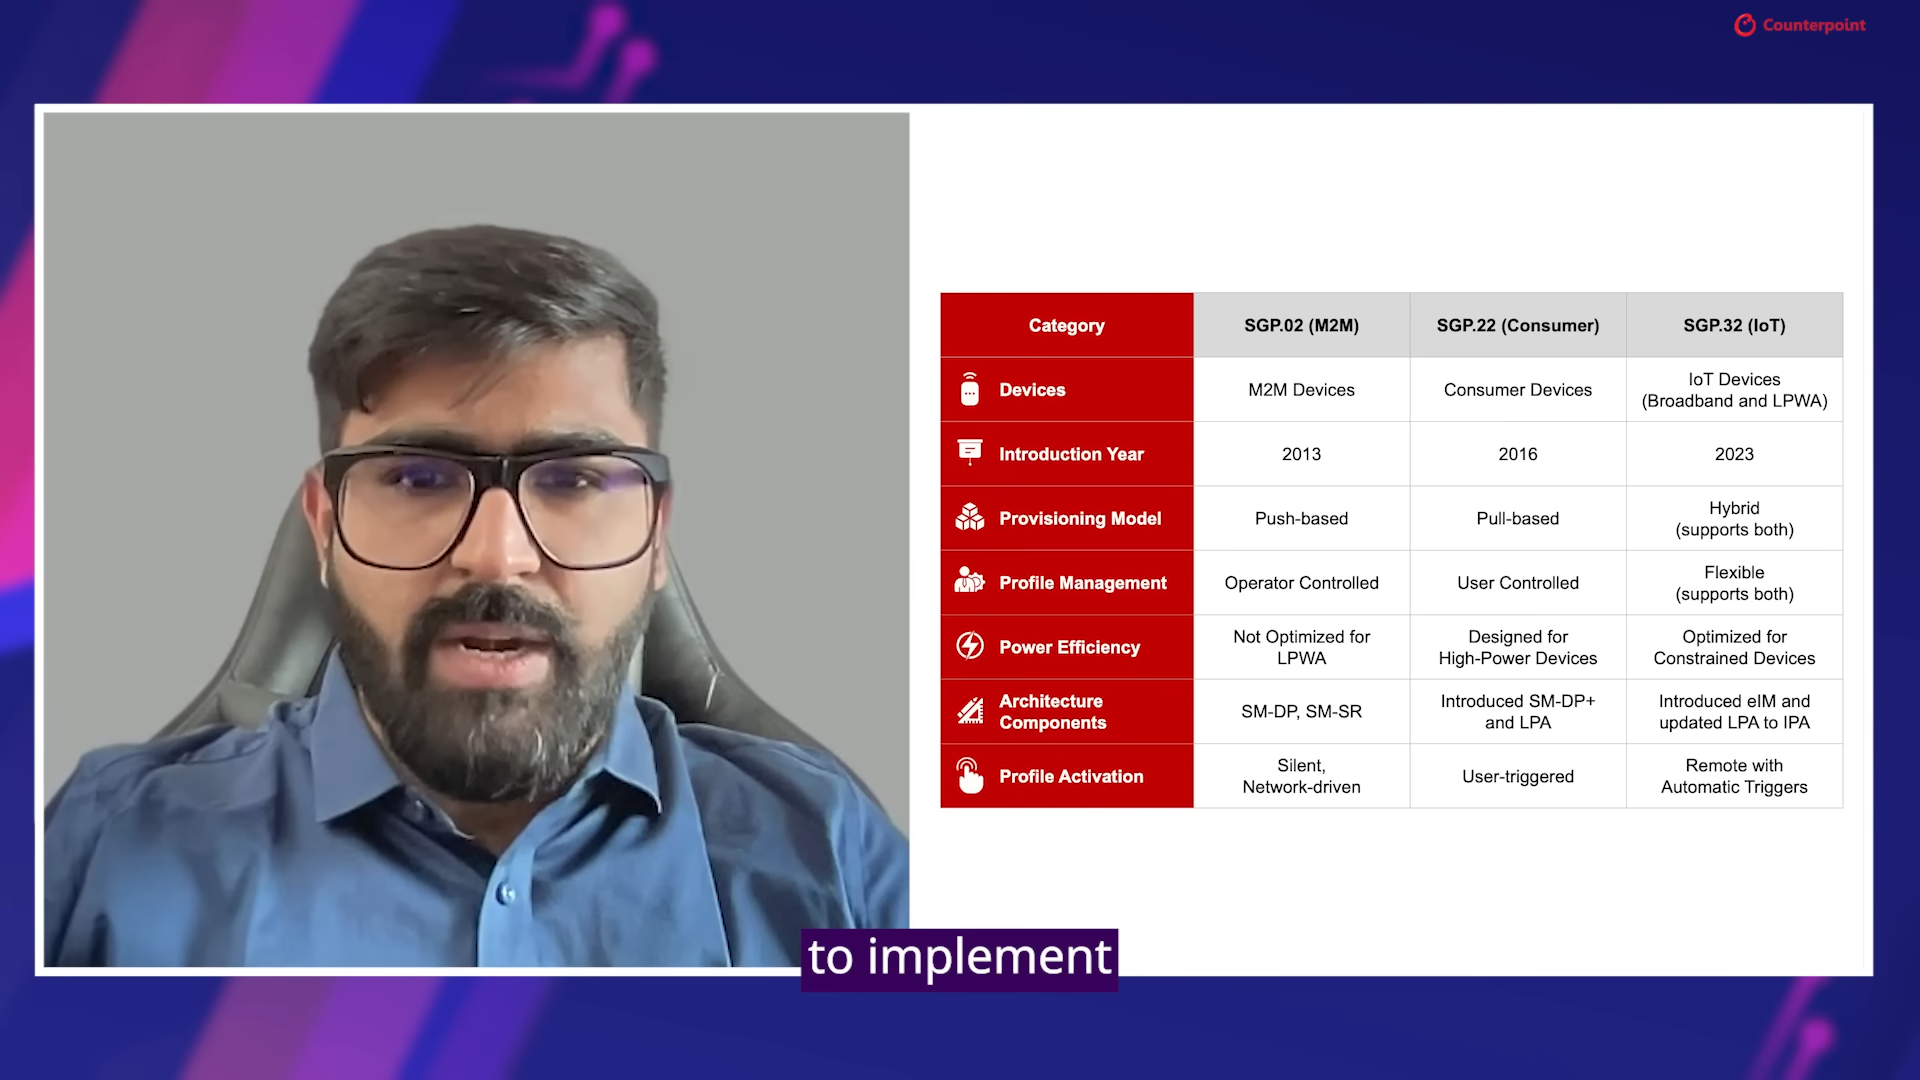 Counterpoint
Category
SGP.02 (M2M)
SGP.22 (Consumer)
SGP.32 (IoT)
Devices
M2M Devices
Consumer Devices
IoT Devices
(Broadband and LPWA)
Introduction Year
2013
2016
2023
Provisioning Model
Push-based
Pull-based
Hybrid
(supports both)
Profile Management
Operator Controlled
User Controlled
Flexible
(supports both)
Power Efficiency
Not Optimized for
LPWA
Designed for
High-Power Devices
Optimized for
Constrained Devices
Architecture
Components
SM-DP, SM-SR
Introduced SM-DP+
and LPA
Introduced eIM and
updated LPA to IPA
Profile Activation
Silent,
Network-driven
User-triggered
Remote with
Automatic Triggers
to implement